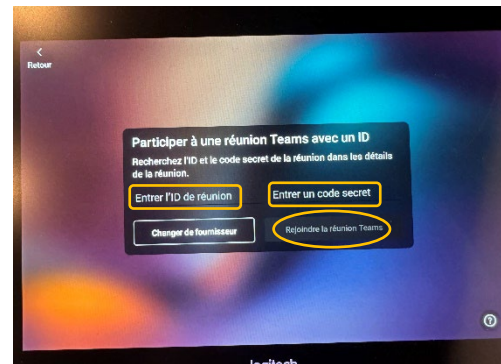 Retour
Participer à une réunion Teams avec un ID
Recherchez l'ID et le code secret de la réunion dans les détails
de la réunion.
Entrer l'ID de réunion
Entrer un code secret
Changer de fournisseur
Rejoindre la réunion Teams
logitech